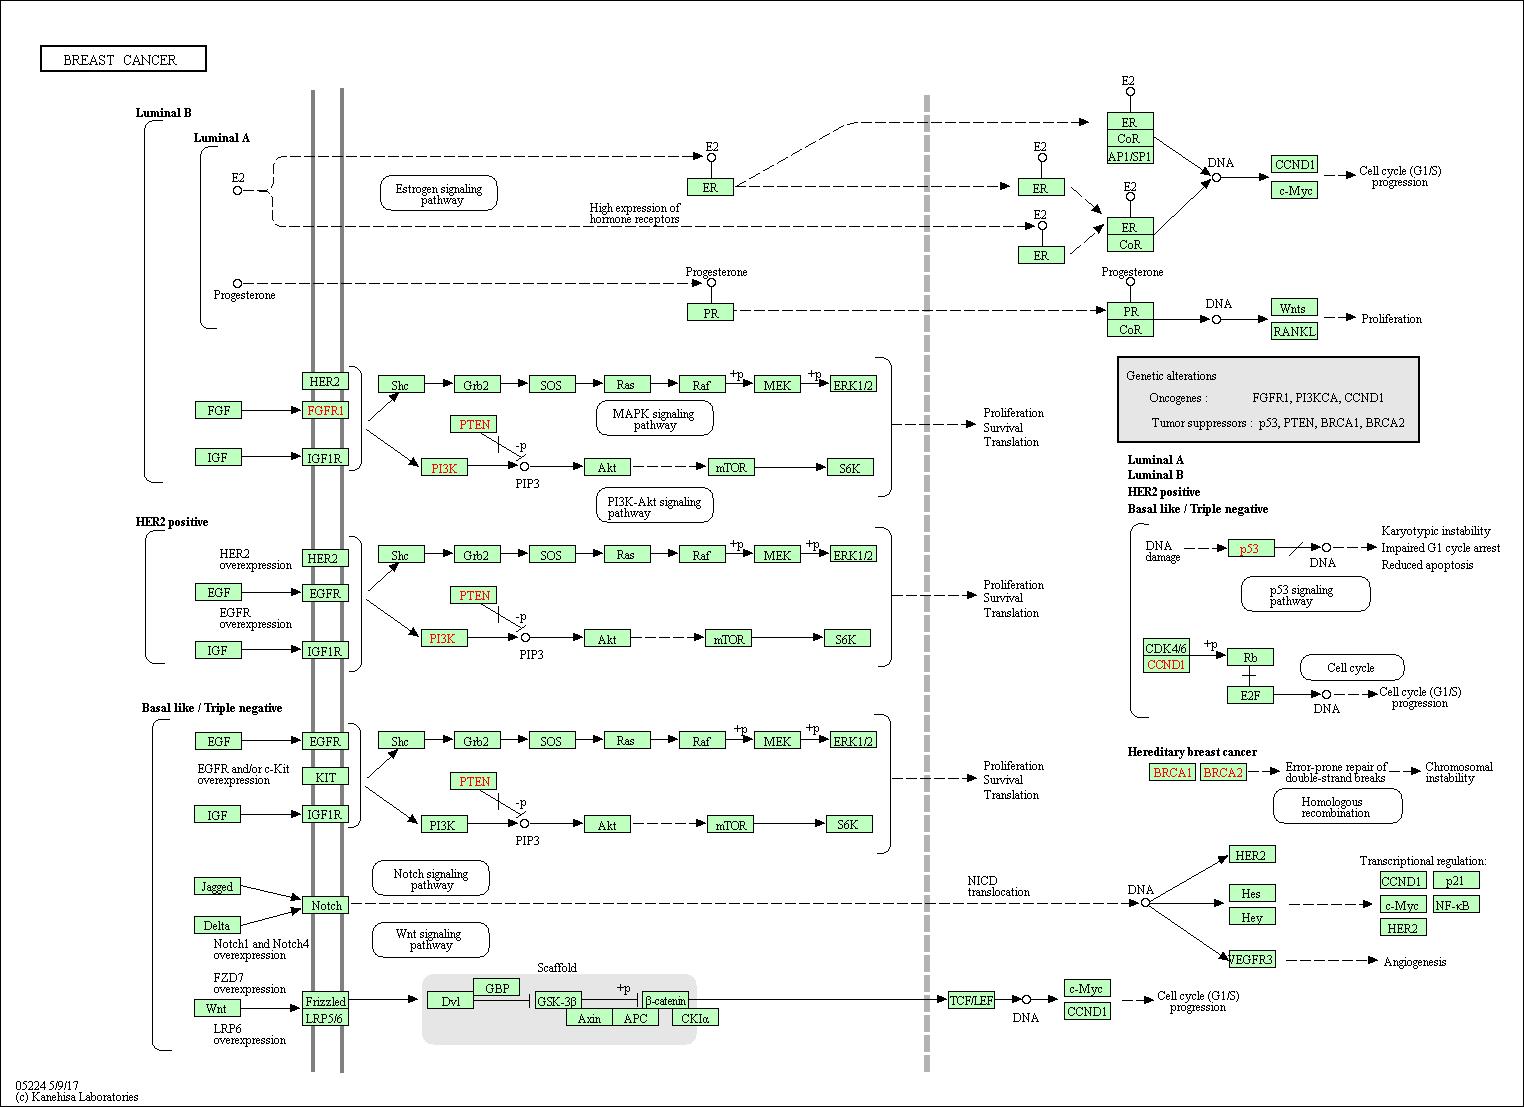 BREAST CANCER
Luminal B
Luminal A
E2
Estrogen signaling
pathway
High expression of
hormone receptors
E2
ER
E2
ER
E2
ER
E2
ER
CoR
AP1/SP1
E2
ER
CoR
DNA
CCND1
c-Myc
Cell cycle (G1/S)
progression
Progesterone
Progesterone
PR
Progesterone
PR
CoR
DNA
Wnts
RANKL
Proliferation
HER2
FGF
FGFR1
IGF
IGF1R
Shc
Grb2
SOS
Ras
Raf
+p
MEK
+p
ERK1/2
MAPK signaling
pathway
PTEN
-p
PI3K
PIP3
Akt
mTOR
S6K
PI3K-Akt signaling
pathway
Proliferation
Survival
Translation
Genetic alterations
Oncogenes : FGFR1, PI3KCA, CCND1
Tumor suppressors : p53, PTEN, BRCA1, BRCA2
HER2 positive
HER2
overexpression
HER2
EGF
EGFR
EGFR
overexpression
IGF
IGF1R
Shc
Grb2
SOS
Ras
Raf
+p
MEK
+p
ERK1/2
PTEN
-p
PI3K
PIP3
Akt
mTOR
S6K
Proliferation
Survival
Translation
Luminal A
Luminal B
HER2 positive
Basal like / Triple negative
DNA
damage
p53
DNA
Karyotypic instability
Impaired G1 cycle arrest
Reduced apoptosis
p53 signaling
pathway
CDK4/6
CCND1
+p
Rb
E2F
Cell cycle
DNA
Cell cycle (G1/S)
progression
Basal like / Triple negative
EGF
EGFR
EGFR and/or c-Kit
overexpression
KIT
IGF
IGF1R
Shc
Grb2
SOS
Ras
Raf
+p
MEK
+p
ERK1/2
PTEN
-p
PI3K
PIP3
Akt
mTOR
S6K
Proliferation
Survival
Translation
Hereditary breast cancer
BRCA1
BRCA2
Error-prone repair of
double-strand breaks
Chromosomal
instability
Homologous
recombination
Jagged
Delta
Notch
Notch1 and Notch4
overexpression
Notch signaling
pathway
NICD
translocation
DNA
HER2
Hes
Hey
VEGFR3
Transcriptional regulation:
CCND1
p21
c-Myc
NF-κB
HER2
Angiogenesis
Wnt signaling
pathway
FZD7
overexpression
Wnt
LRP6
overexpression
Frizzled
LRP5/6
Scaffold
Dvl
GBP
GSK-3β
+p
β-catenin
Axin
APC
CKIα
TCF/LEF
DNA
c-Myc
CCND1
Cell cycle (G1/S)
progression
05224 5/9/17
(c) Kanehisa Laboratories